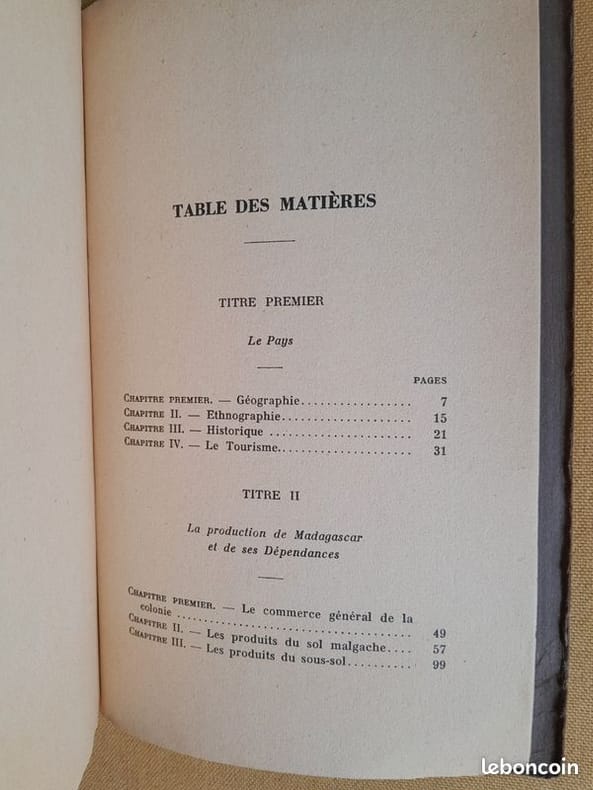 TABLE DES MATIÈRES
TITRE PREMIER
Le Pays
PAGES
CHAPITRE PREMIER. — Géographie.................. 7
CHAPITRE II. — Ethnographie.................... 15
CHAPITRE III. — Historique ...................... 21
CHAPITRE IV. — Le Tourisme..................... 31
TITRE II
La production de Madagascar
et de ses Dépendances
CHAPITRE PREMIER. — Le commerce général de la
colonie .................................... 49
CHAPITRE II. — Les produits du sol malgache.... 57
CHAPITRE III. — Les produits du sous-sol.......... 99
leboncoin